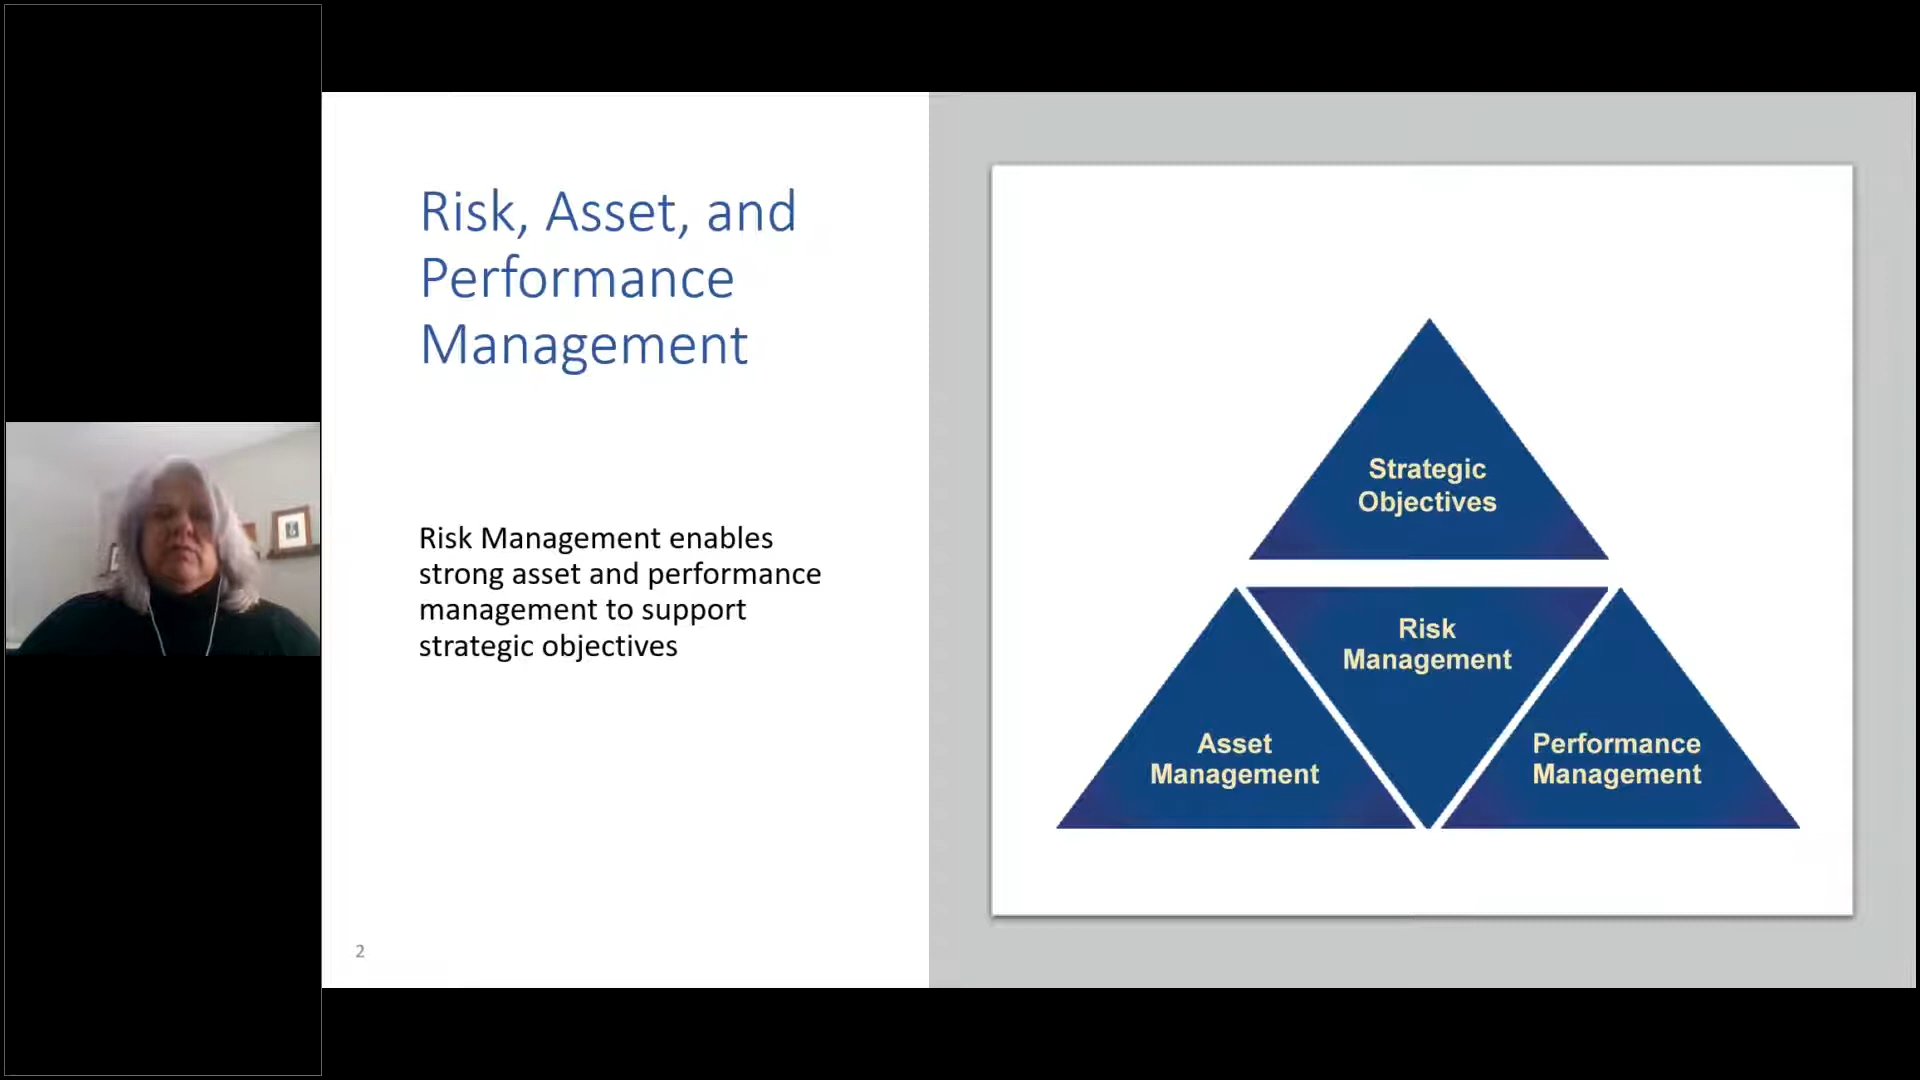 Risk, Asset, and
Performance
Management
Risk Management enables
strong asset and performance
management to support
strategic objectives
2
Strategic
Objectives
Risk
Management
Asset
Management
Performance
Management